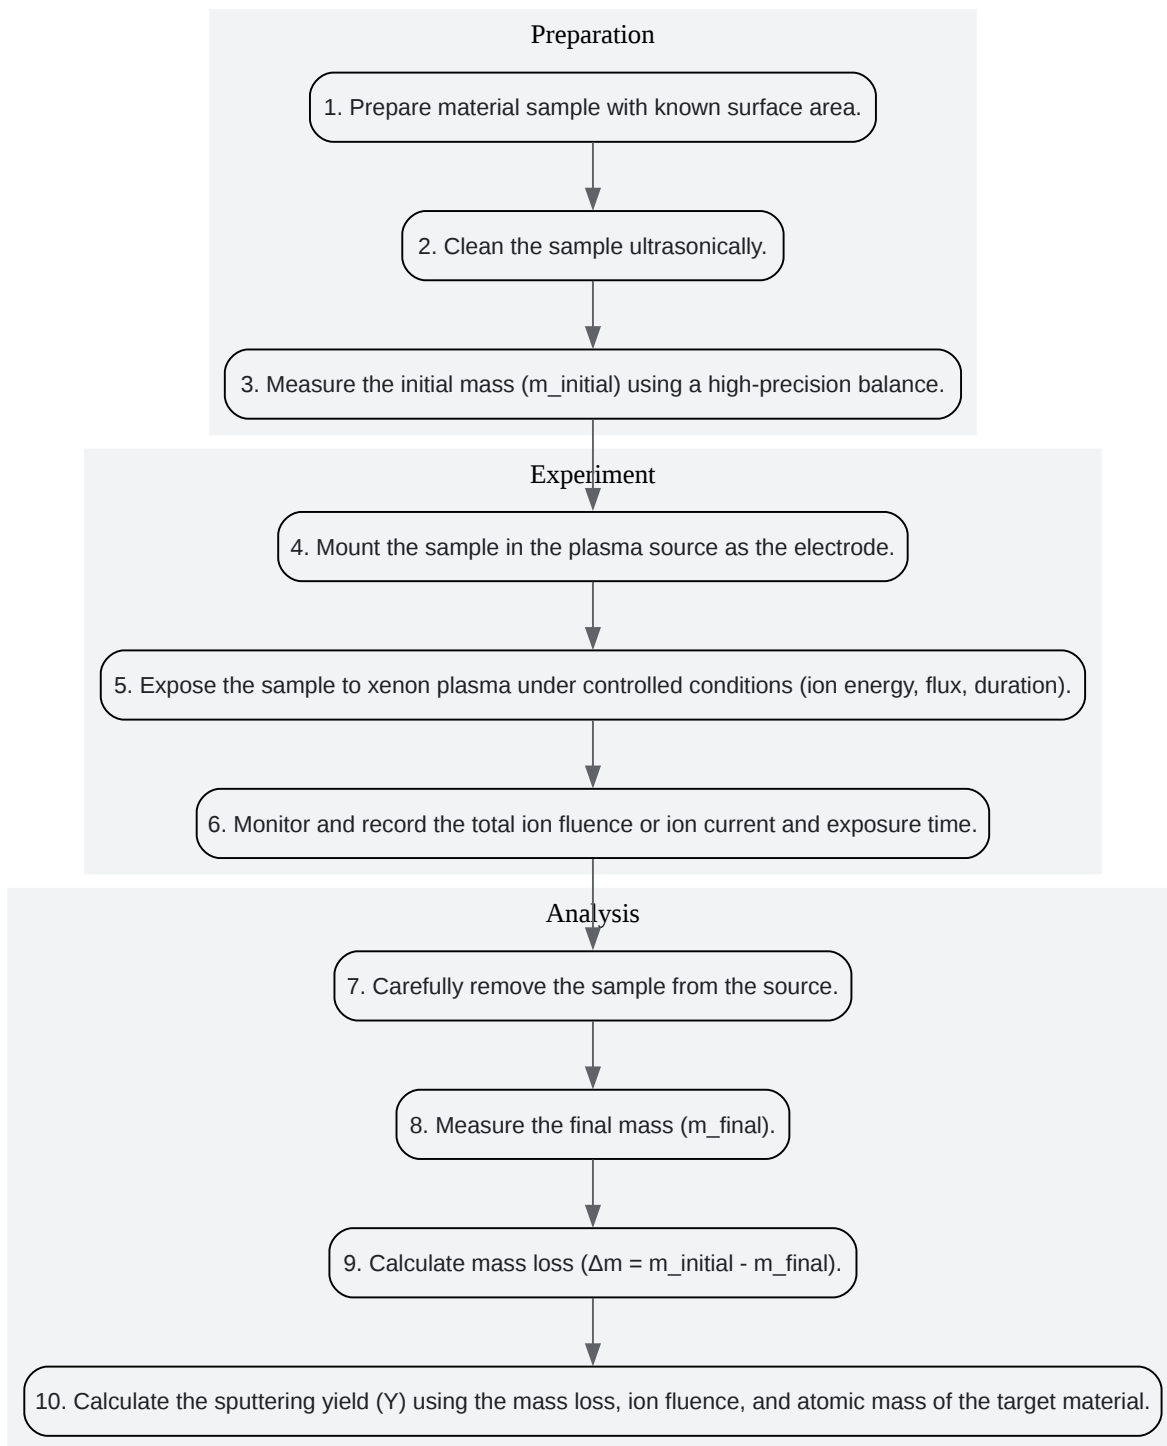 Preparation
1. Prepare material sample with known surface area.
2. Clean the sample ultrasonically.
3. Measure the initial mass (m_initial) using a high-precision balance.
Experiment
4. Mount the sample in the plasma source as the electrode.
5. Expose the sample to xenon plasma under controlled conditions (ion energy, flux, duration).
6. Monitor and record the total ion fluence or ion current and exposure time.
Analysis
7. Carefully remove the sample from the source.
8. Measure the final mass (m_final).
9. Calculate mass loss (Δm = m_initial - m_final).
10. Calculate the sputtering yield (Y) using the mass loss, ion fluence, and atomic mass of the target material.